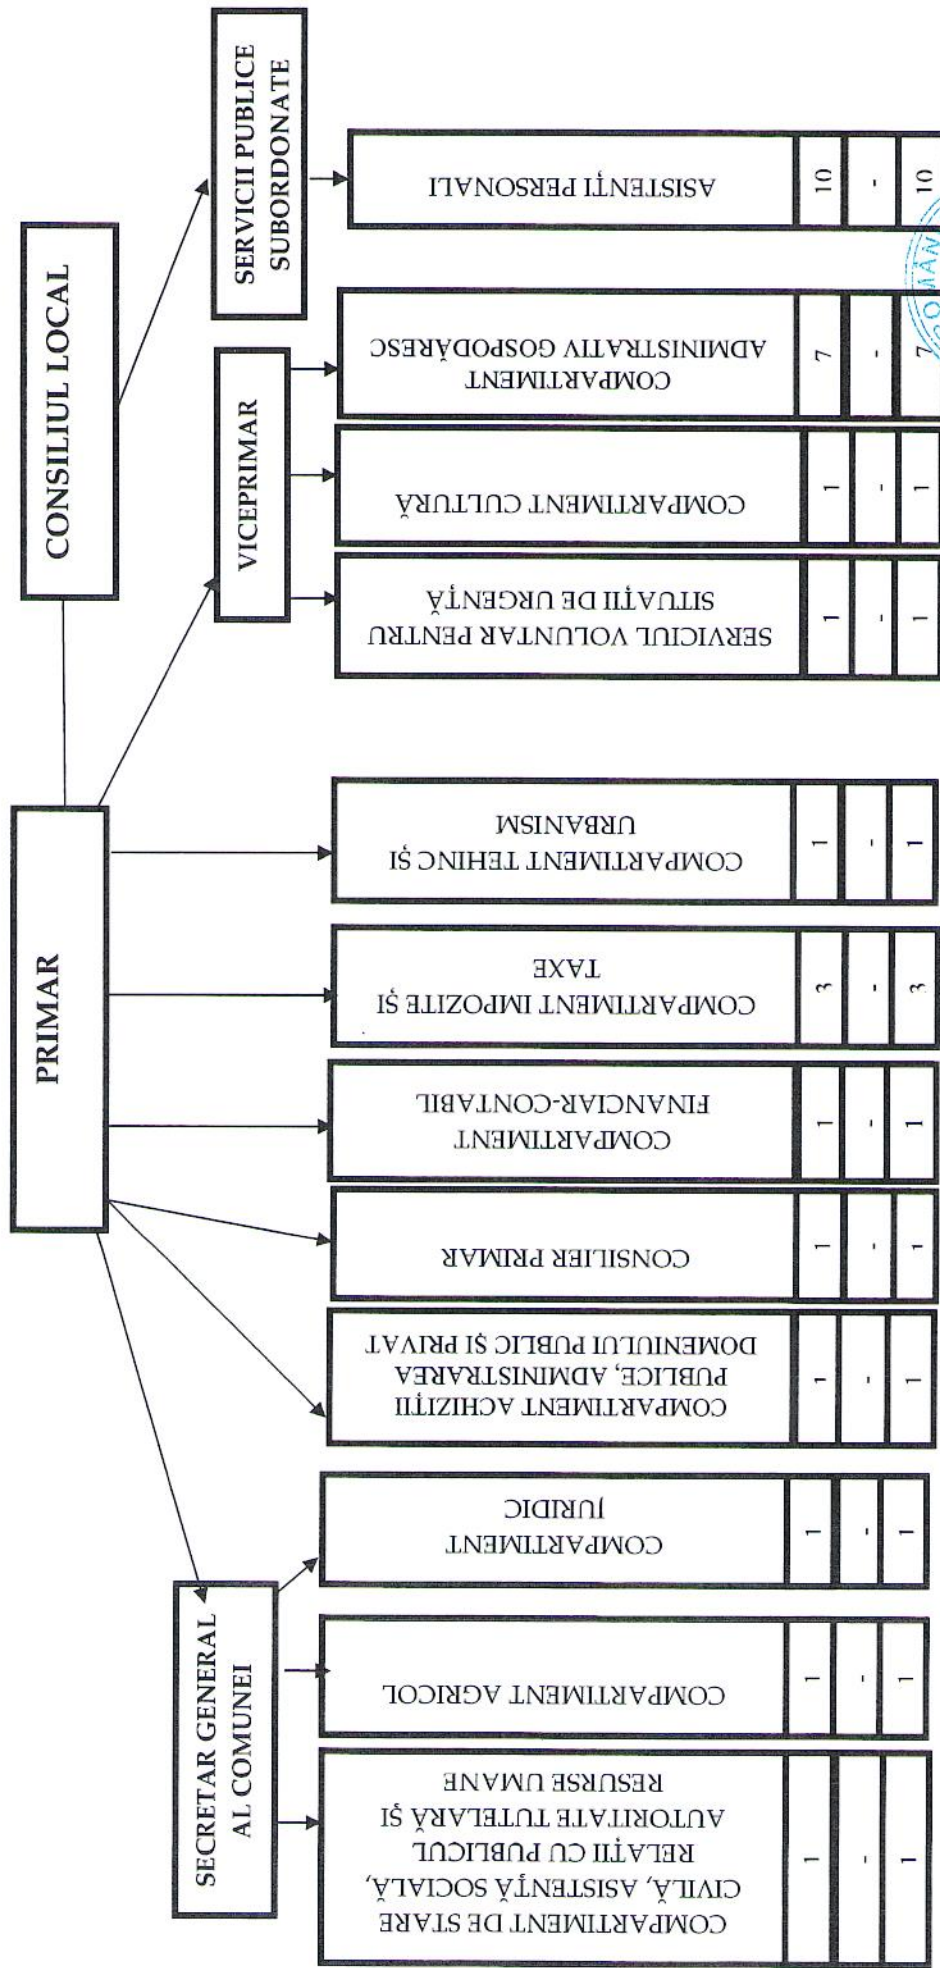 CONSILIUL LOCAL
PRIMAR
SERVICII PUBLICE
SUBORDONATE
VICEPRIMAR
SECRETAR GENERAL
AL COMUNEI
COMPARTIMENT DE STARE
CIVILĂ, ASISTENȚĂ SOCIALĂ,
RELAȚII CU PUBLICUL
AUTORITATE TUTELARĂ ȘI
RESURSE UMANE
1
-
1
COMPARTIMENT AGRICOL
1
-
1
COMPARTIMENT
JURIDIC
1
-
1
COMPARTIMENT ACHIZIȚII
PUBLICE, ADMINISTRAREA
DOMENIULUI PUBLIC ȘI PRIVAT
1
-
1
CONSILIER PRIMAR
1
-
1
COMPARTIMENT
FINANCIAR-CONTABIL
1
-
1
COMPARTIMENT IMPOZITE ȘI
TAXE
3
-
3
COMPARTIMENT TEHINC ȘI
URBANISM
1
-
1
SERVICIUL VOLUNTAR PENTRU
SITUAȚII DE URGENȚĂ
1
-
1
COMPARTIMENT CULTURĂ
1
-
1
COMPARTIMENT
ADMINISTRATIV GOSPODĂRESC
7
-
7
ASISTENȚI PERSONALI
10
-
10